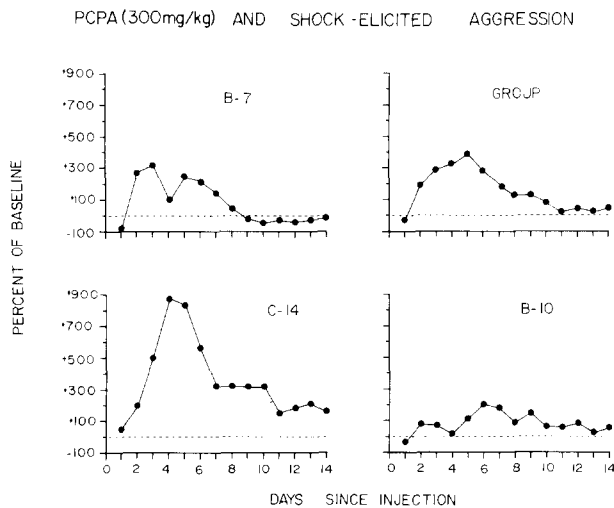 PCPA (300mg/kg) AND SHOCK-ELICITED AGGRESSION
B-7
GROUP
+900
+700
+500
+300
+100
-100
C-14
B-10
+900
+700
+500
+300
+100
-100
0 2 4 6 8 10 12 14
0 2 4 6 8 10 12 14
PERCENT OF BASELINE
DAYS SINCE INJECTION